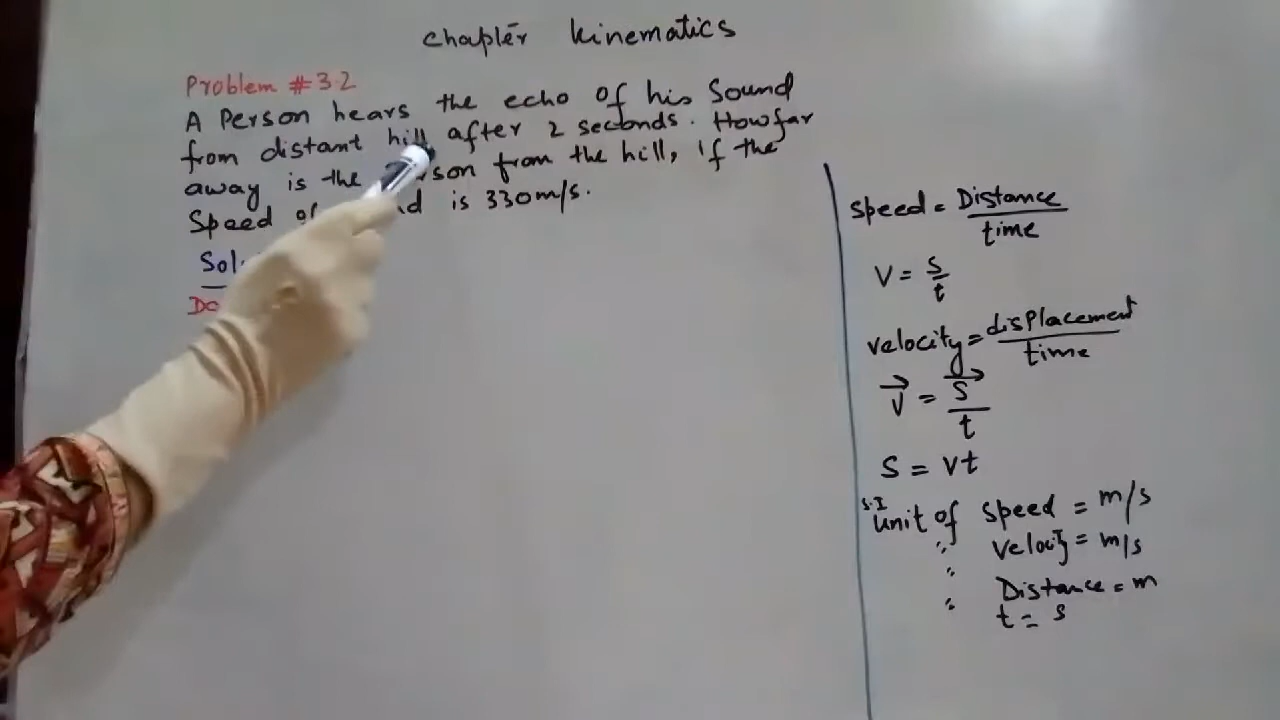 chapter kinematics
Problem # 3.2
A Person hears the echo of his Sound
from distant hill after 2 seconds. How far
away is the from the hill, if the
Speed is 330m/s.
Speed = Distance
time
V = S
t
velocity = displacement
time
V = S
t
S = vt
S.I
Unit of speed = m/s
" velocity = m/s
"
" Distance = m
t = s